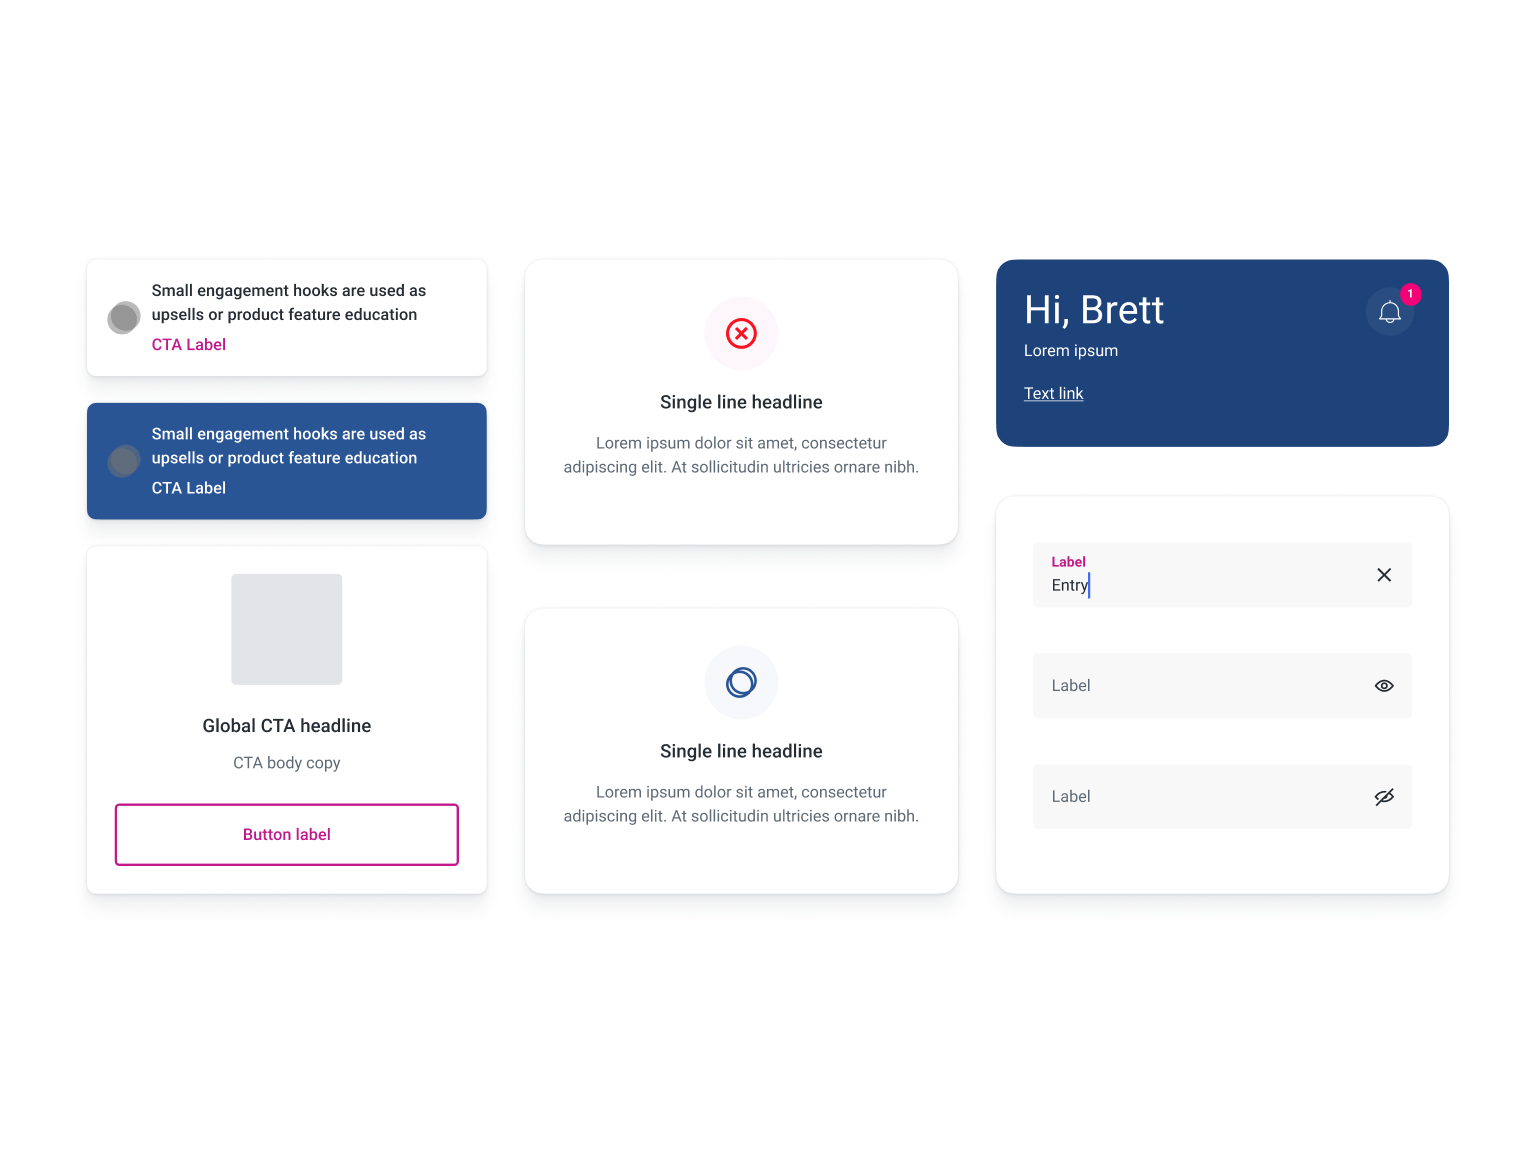 Small engagement hooks are used as
upsells or product feature education
CTA Label
Small engagement hooks are used as
upsells or product feature education
CTA Label
Global CTA headline
CTA body copy
Button label
Single line headline
Lorem ipsum dolor sit amet, consectetur
adipiscing elit. At sollicitudin ultricies ornare nibh.
Single line headline
Lorem ipsum dolor sit amet, consectetur
adipiscing elit. At sollicitudin ultricies ornare nibh.
Hi, Brett
1
Lorem ipsum
Text link
Label
Entry
Label
Label